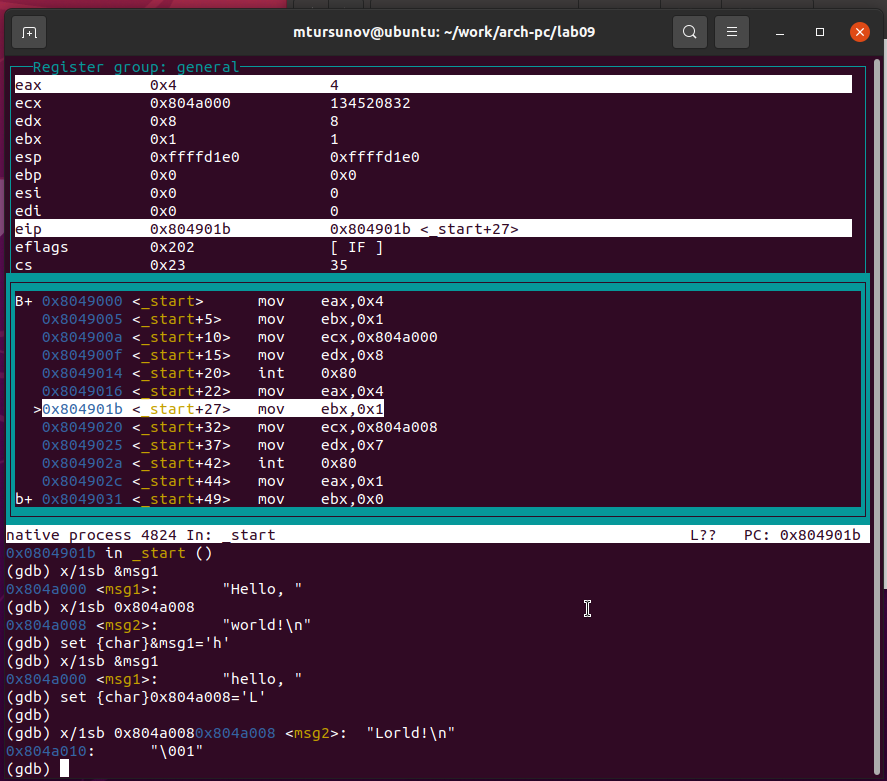 mtursunov@ubuntu: ~/work/arch-pc/lab09
Register group: general
eax 0x4 4
ecx 0x804a000 134520832
edx 0x8 8
ebx 0x1 1
esp 0xffffd1e0 0xffffd1e0
ebp 0x0 0x0
esi 0x0 0
edi 0x0 0
eip 0x804901b 0x804901b <_start+27>
eflags 0x202 [ IF ]
cs 0x23 35
B+ 0x8049000 <_start> mov eax,0x4
0x8049005 <_start+5> mov ebx,0x1
0x804900a <_start+10> mov ecx,0x804a000
0x804900f <_start+15> mov edx,0x8
0x8049014 <_start+20> int 0x80
0x8049016 <_start+22> mov eax,0x4
>0x804901b <_start+27> mov ebx,0x1
0x8049020 <_start+32> mov ecx,0x804a008
0x8049025 <_start+37> mov edx,0x7
0x804902a <_start+42> int 0x80
0x804902c <_start+44> mov eax,0x1
b+ 0x8049031 <_start+49> mov ebx,0x0
native process 4824 In: _start L?? PC: 0x804901b
0x0804901b in _start ()
(gdb) x/1sb &msg1
0x804a000 <msg1>: "Hello, "
(gdb) x/1sb 0x804a008
0x804a008 <msg2>: "world!\n"
(gdb) set {char}&msg1='h'
(gdb) x/1sb &msg1
0x804a000 <msg1>: "hello, "
(gdb) set {char}0x804a008='L'
(gdb)
(gdb) x/1sb 0x804a0080x804a008 <msg2>: "Lorld!\n"
0x804a010: "\001"
(gdb)